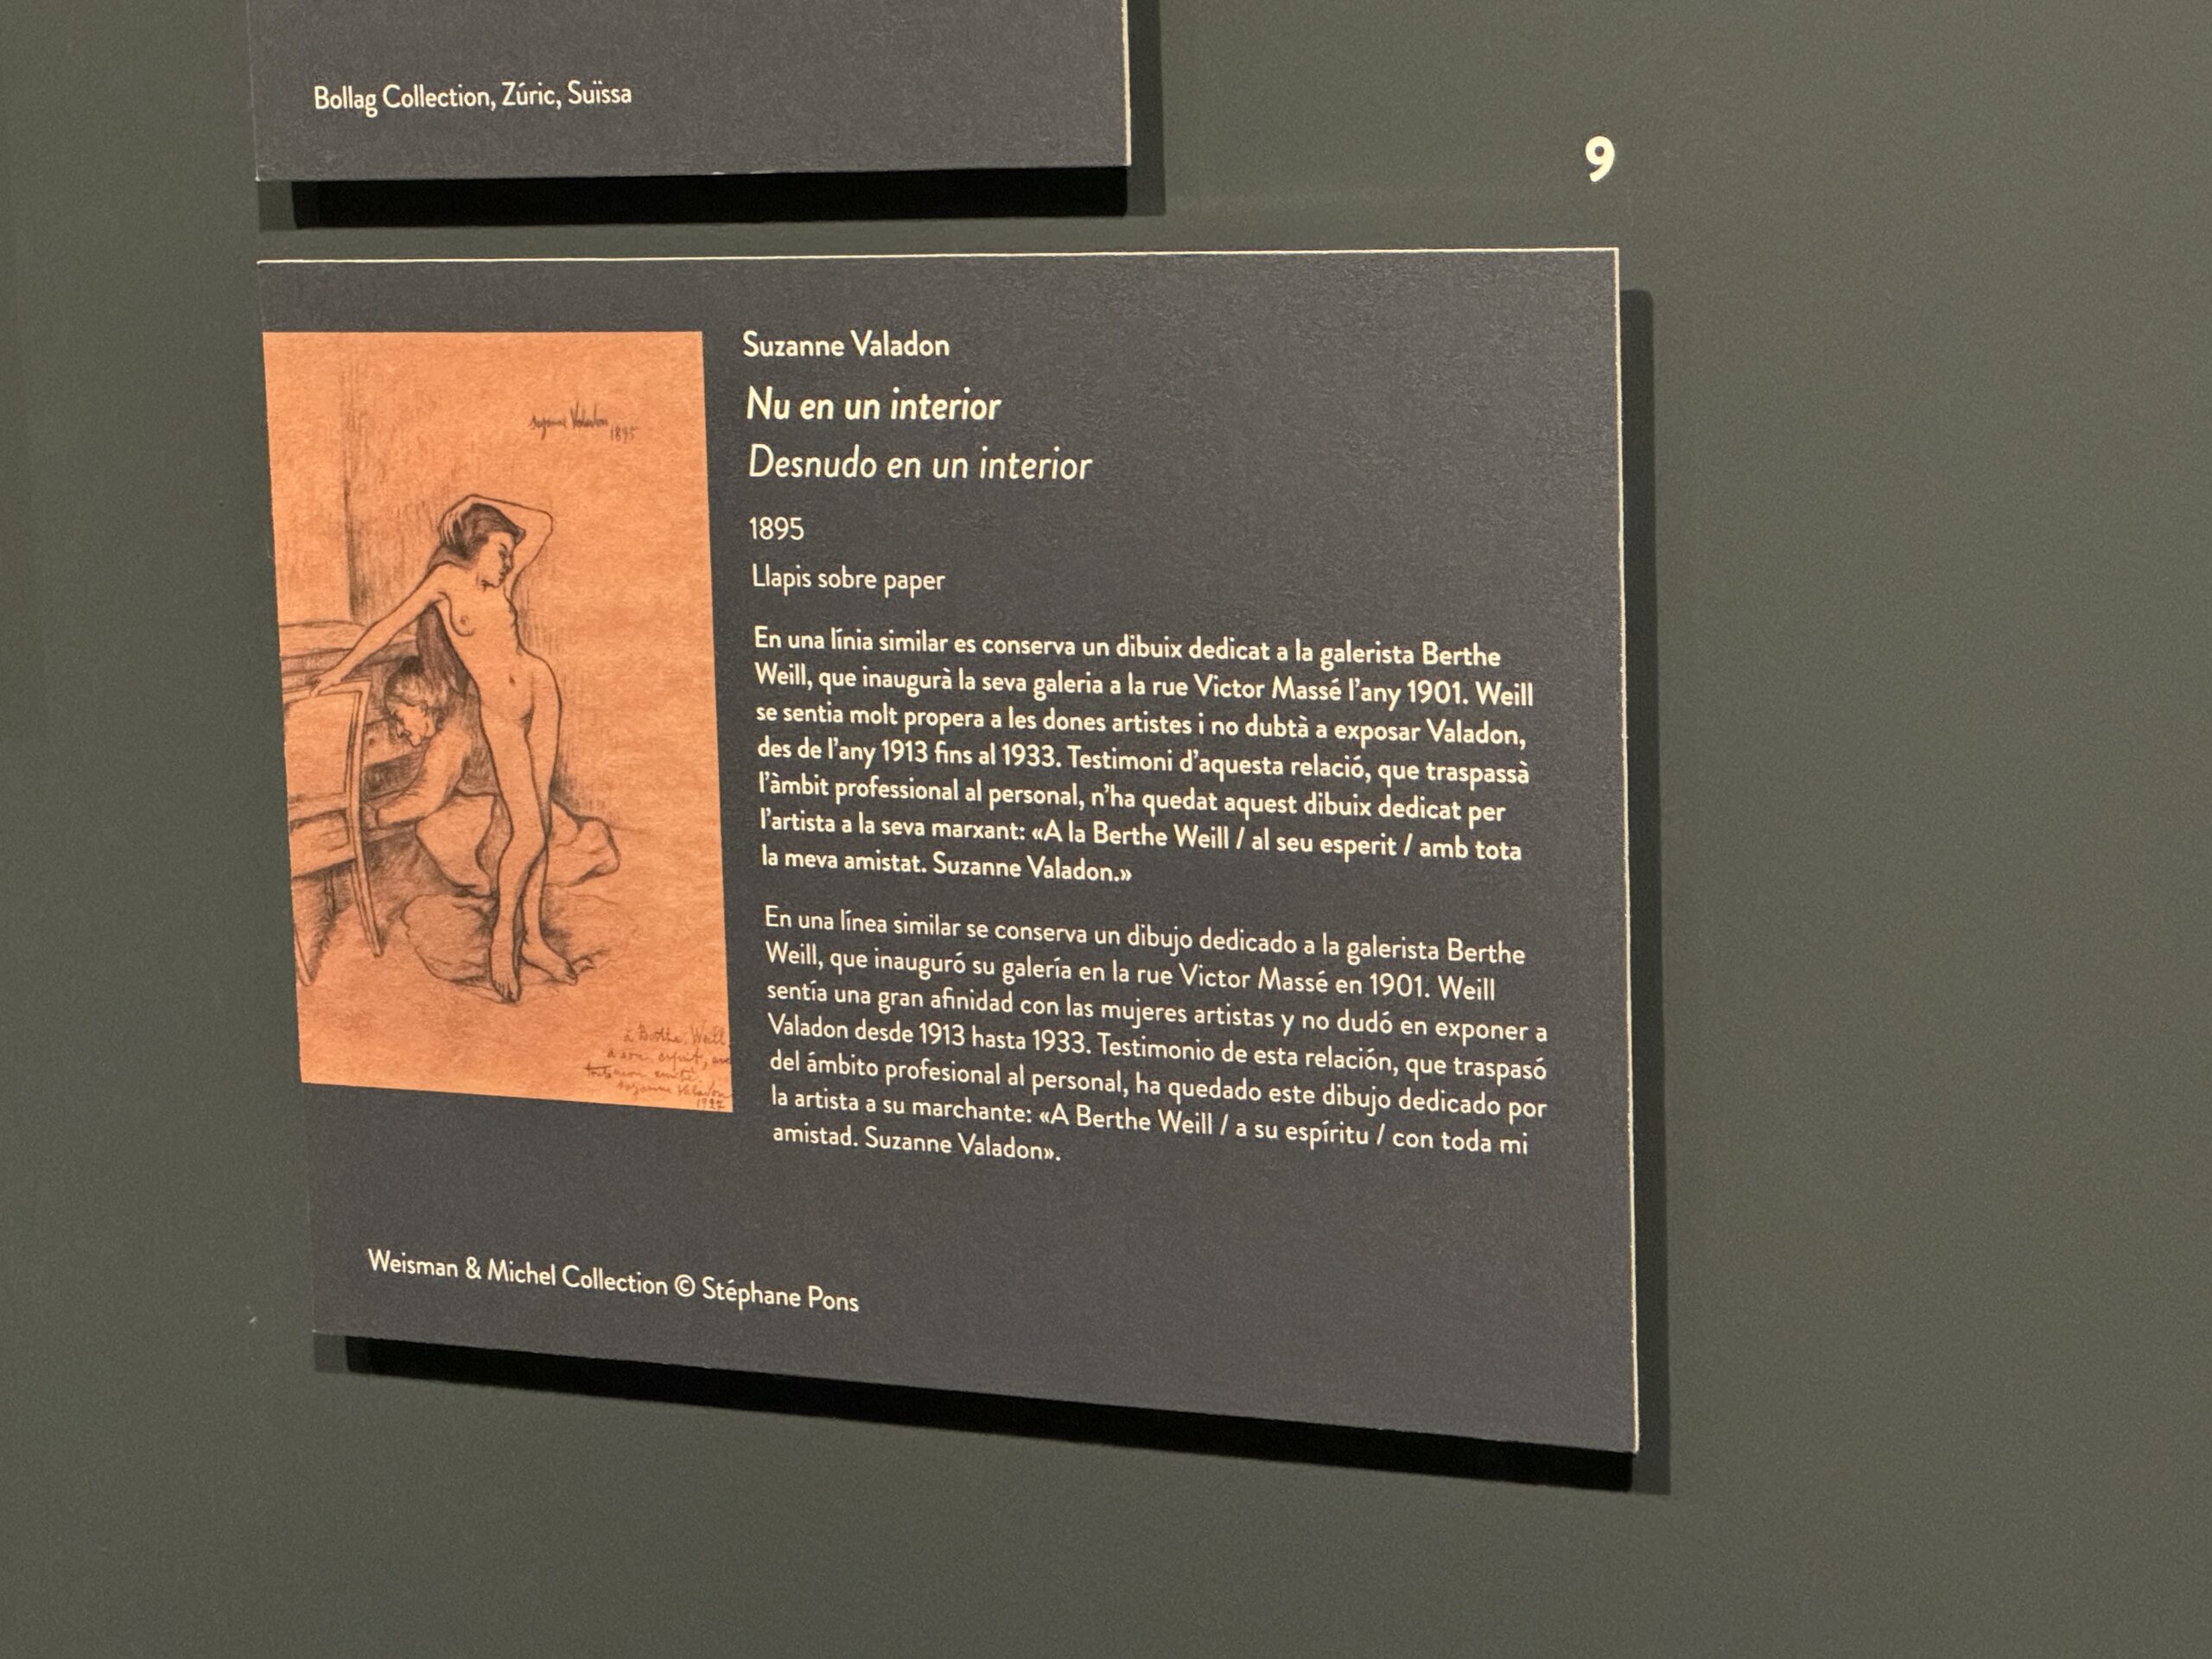 Bollag Collection, Zúric, Suïssa
9
Suzanne Valadon
Nu en un interior
Desnudo en un interior
1895
Llapis sobre paper
En una línia similar es conserva un dibuix dedicat a la galerista Berthe
Weill, que inaugurà la seva galeria a la rue Victor Massé l'any 1901. Weill
se sentia molt propera a les dones artistes i no dubtà a exposar Valadon,
des de l'any 1913 fins al 1933. Testimoni d'aquesta relació, que traspassà
l'àmbit professional al personal, n'ha quedat aquest dibuix dedicat per
l'artista a la seva marxant: «A la Berthe Weill / al seu esperit / amb tota
la meva amistat. Suzanne Valadon.»
En una línea similar se conserva un dibujo dedicado a la galerista Berthe
Weill, que inauguró su galería en la rue Victor Massé en 1901. Weill
sentía una gran afinidad con las mujeres artistas y no dudó en exponer a
Valadon desde 1913 hasta 1933. Testimonio de esta relación, que traspasó
del ámbito profesional al personal, ha quedado este dibujo dedicado por
la artista a su marchante: «A Berthe Weill / a su espíritu / con toda mi
amistad. Suzanne Valadon».
Weisman & Michel Collection © Stéphane Pons
Suzanne Valadon
1895
à Berthe Weill
à son esprit,
Suzanne Valadon